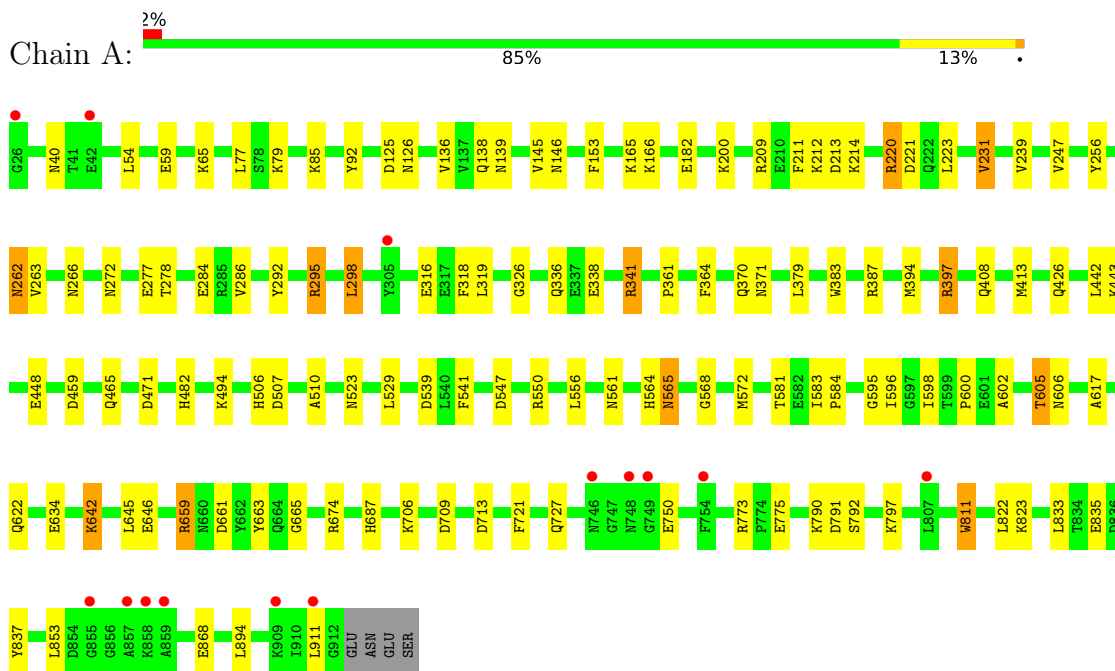 2%
Chain A:
85% 13% •
G26 N40 T41 E42 L54 E59 K65 L77 S78 K79 K85 Y92 D125 N126 V136 V137 Q138 N139 V145 N146 F153 K165 K166 E182 K200 R209 E210 F211 K212 D213 K214 R220 D221 Q222 L223 V231 V239 V247 Y256
N262 V263 N266 N272 E277 T278 E284 R285 V286 Y292 R295 L298 Y305 E316 E317 F318 L319 G326 Q336 E337 E338 R341 P361 F364 Q370 N371 L379 W383 R387 M394 R397 Q408 M413 Q426 L442 K443
E448 D459 Q465 D471 H482 K494 H506 D507 A510 N523 L529 D539 L540 F541 D547 R550 L556 N561 H564 N565 G568 M572 T581 E582 I583 P584 G595 I596 G597 I598 T599 P600 E601 A602 T605 N606 A617
Q622 E634 K642 L645 E646 R659 N660 D661 Y662 Y663 Q664 G665 R674 H687 K706 D709 D713 F721 Q727 N746 G747 N748 G749 E750 F754 R773 P774 E775 K790 D791 S792 K797 L807 W811 L822 K823 L833 T834 E835 D836
Y837 L853 D854 G855 G856 A857 K858 A859 E868 L894 K909 I910 L911 G912 GLU ASN GLU SER